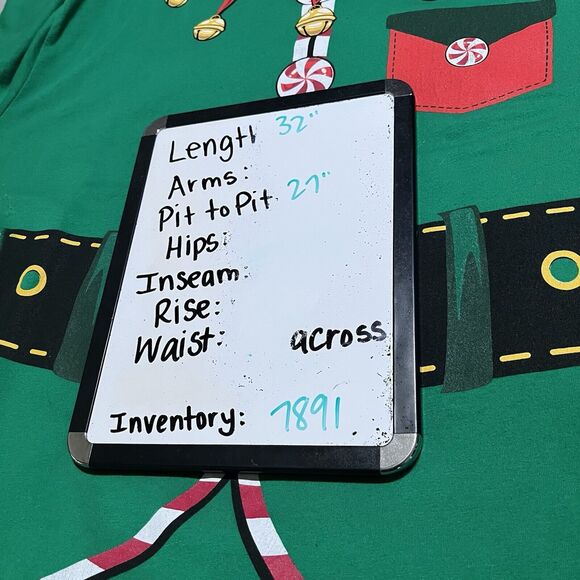 Length 32"
Arms:
Pit to Pit 27"
Hips:
Inseam:
Rise:
Waist: across
Inventory: 7891